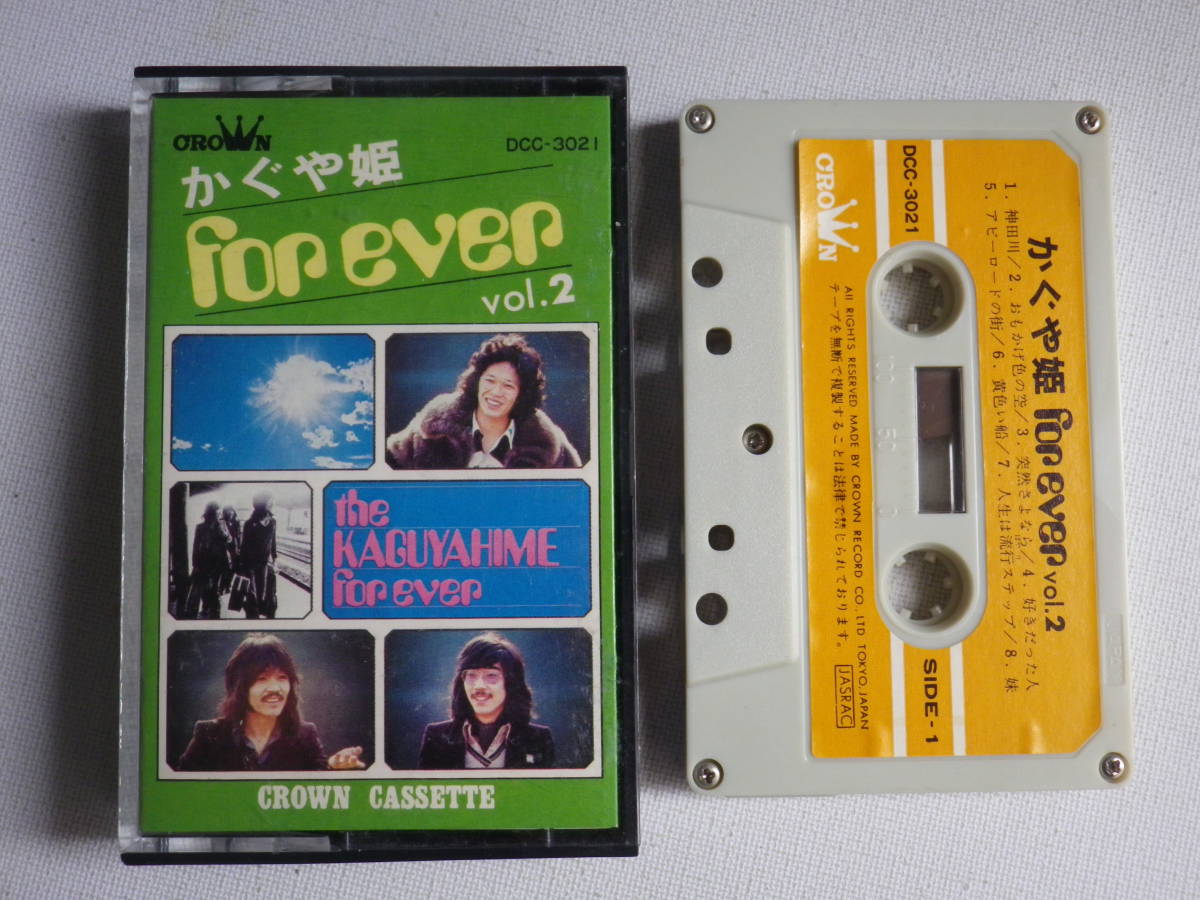 CROWN
DCC-3021
かぐや姫
for ever
vol.2
the
KAGUYAHIME
for ever
CROWN CASSETTE
かぐや姫 for ever vol.2
1. 神田川/2. おもかげ色の空/3. 突然さよなら/4. 好きだった人
5. アビーロードの街/6. 黄色い船/7. 人生は流行ステップ/8. 妹
CROWN
DCC-3021
SIDE-1
100 50 0
All RIGHTS RESERVED MADE BY CROWN RECORD CO., LTD TOKYO, JAPAN
テープを無断で複製することは法律で禁じられております。
JASRAC